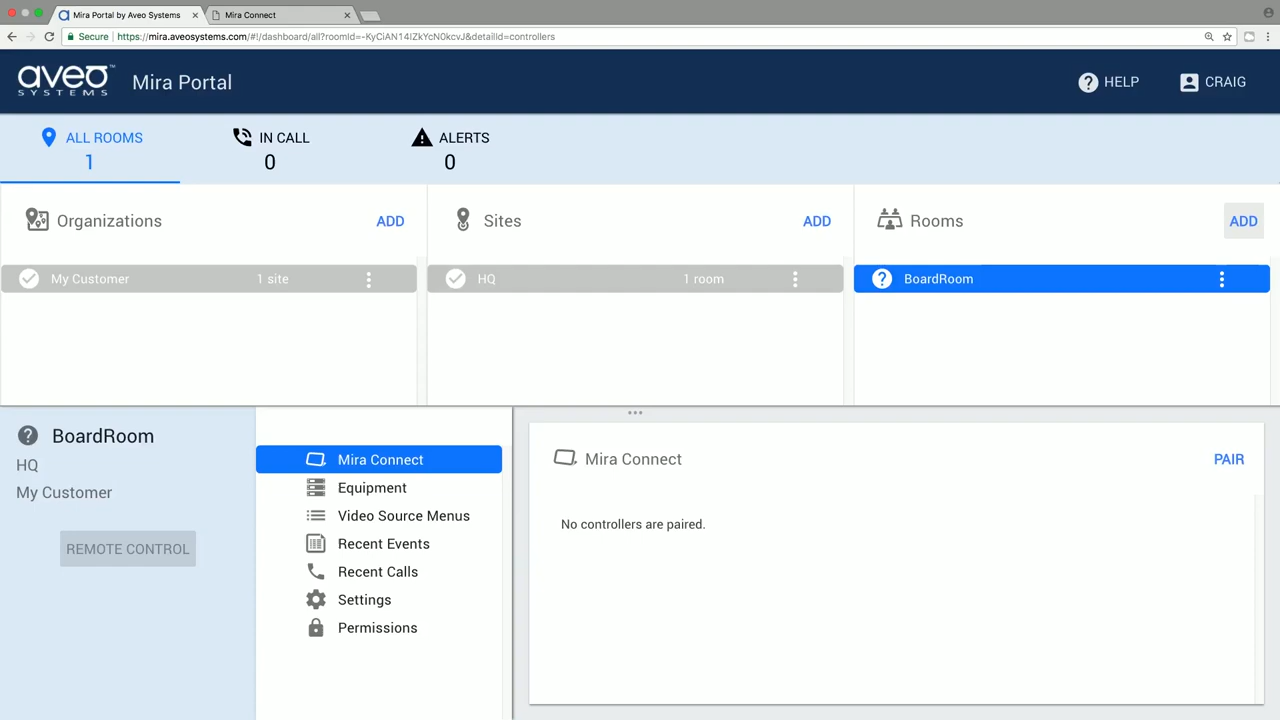 Mira Portal by Aveo Systems
Mira Connect
Secure | https://mira.aveosystems.com/#!/dashboard/all?roomId=-KyCiAN14iZkYcN0kcvJ&detailId=controllers
aveo™
SYSTEMS
Mira Portal
HELP
CRAIG
ALL ROOMS
1
IN CALL
0
ALERTS
0
Organizations
ADD
Sites
ADD
Rooms
ADD
My Customer
1 site
HQ
1 room
BoardRoom
BoardRoom
HQ
My Customer
REMOTE CONTROL
Mira Connect
Equipment
Video Source Menus
Recent Events
Recent Calls
Settings
Permissions
Mira Connect
PAIR
No controllers are paired.